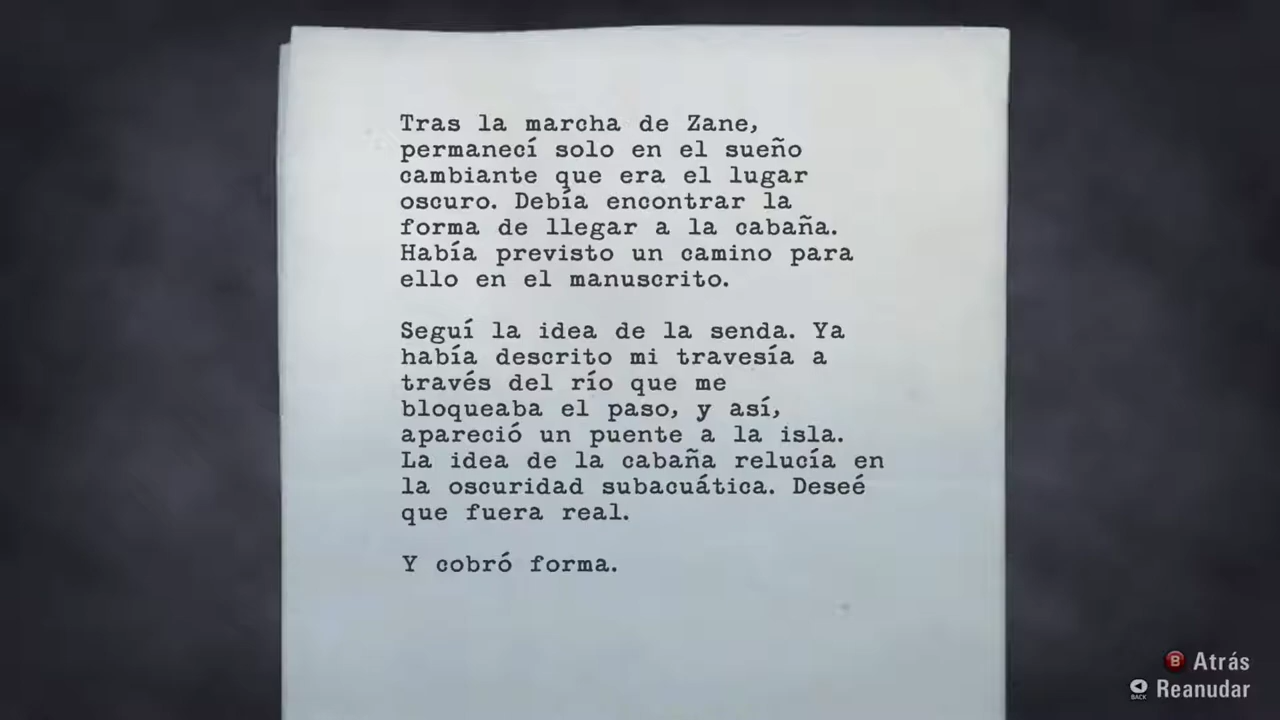 Tras la marcha de Zane,
permanecí solo en el sueño
cambiante que era el lugar
oscuro. Debía encontrar la
forma de llegar a la cabaña.
Había previsto un camino para
ello en el manuscrito.
Seguí la idea de la senda. Ya
había descrito mi travesía a
través del río que me
bloqueaba el paso, y así,
apareció un puente a la isla.
La idea de la cabaña relucía en
la oscuridad subacuática. Deseé
que fuera real.
Y cobró forma.
B Atrás
BACK Reanudar